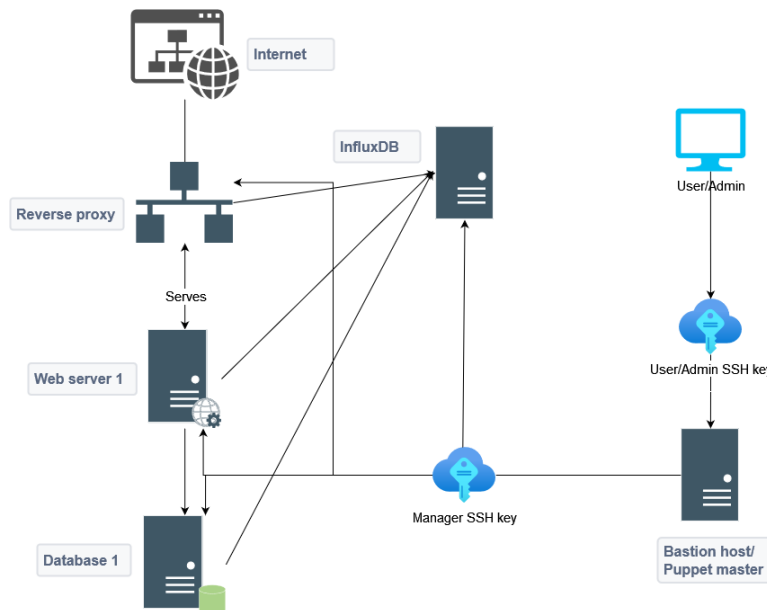 Internet
InfluxDB
User/Admin
Reverse proxy
Serves
User/Admin SSH key
Web server 1
Manager SSH key
Database 1
Bastion host/
Puppet master